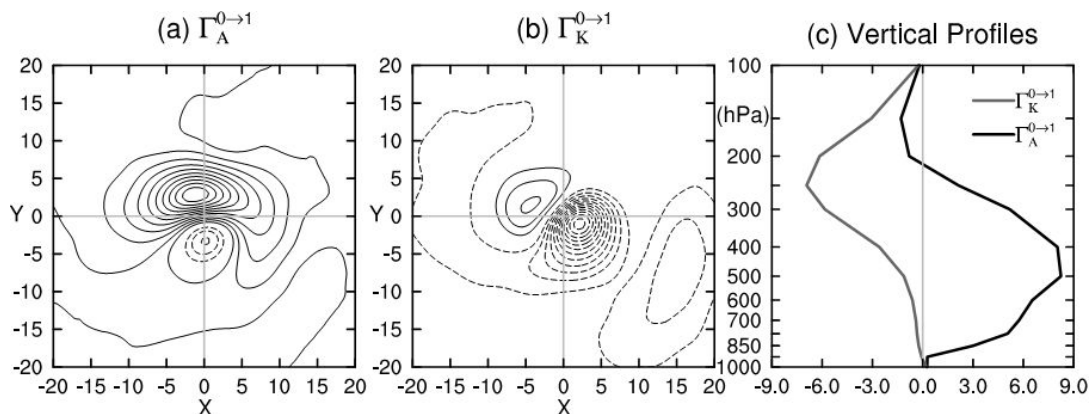 (a) Γ_A^{0→1}
20
15
10
5
Y 0
-5
-10
-15
-20
-20 -15 -10 -5 0 5 10 15 20
X
(b) Γ_K^{0→1}
20
15
10
5
Y 0
-5
-10
-15
-20
-20 -15 -10 -5 0 5 10 15 20
X
(c) Vertical Profiles
100
(hPa)
200
300
400
500
600
700
850
1000
-9.0 -6.0 -3.0 0.0 3.0 6.0 9.0
Γ_K^{0→1}
Γ_A^{0→1}